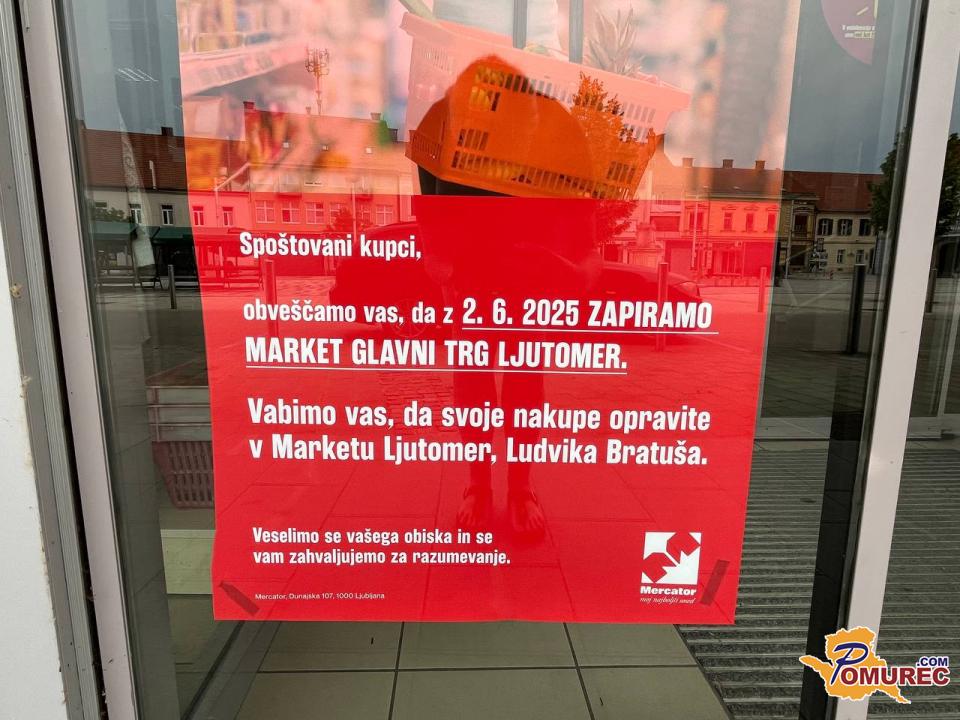 Spoštovani kupci,
obveščamo vas, da z 2. 6. 2025 ZAPIRAMO
MARKET GLAVNI TRG LJUTOMER.
Vabimo vas, da svoje nakupe opravite
v Marketu Ljutomer, Ludvika Bratuša.
Veselimo se vašega obiska in se
vam zahvaljujemo za razumevanje.
Mercator
moj najboljši sosed
Mercator, Dunajska 107, 1000 Ljubljana
POMUREC.COM